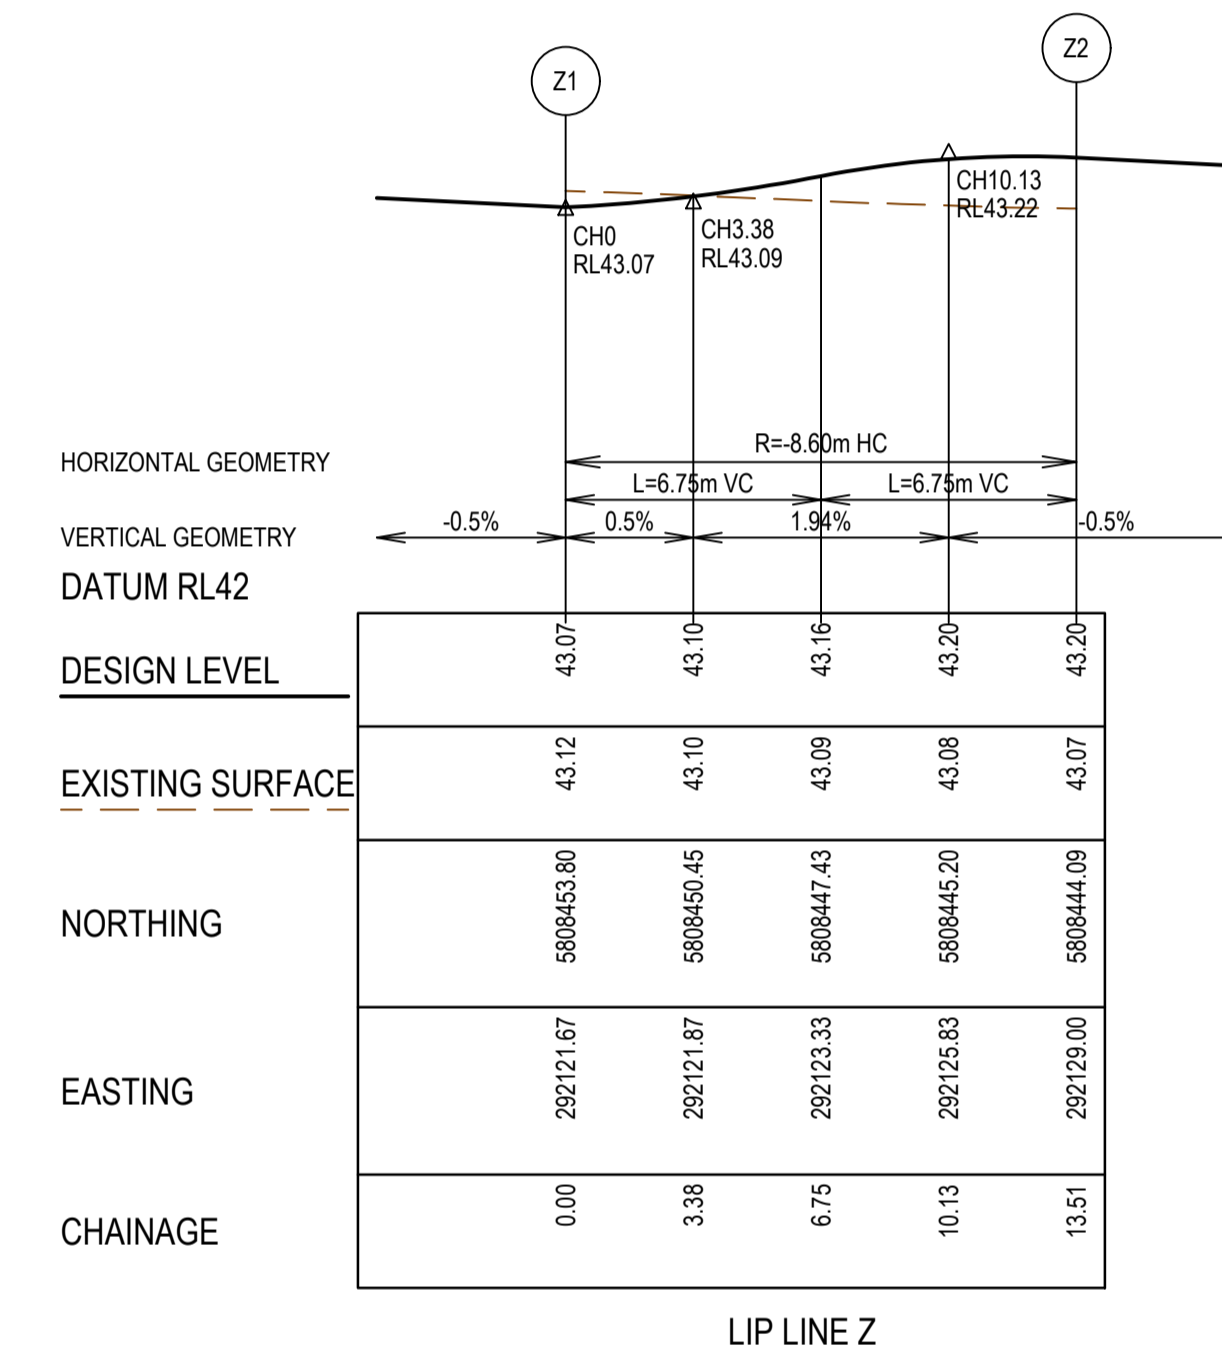 Z1
Z2
CH0
RL43.07
CH3.38
RL43.09
CH10.13
RL43.22
HORIZONTAL GEOMETRY
R=-8.60m HC
L=6.75m VC L=6.75m VC
VERTICAL GEOMETRY
-0.5% 0.5% 1.94% -0.5%
DATUM RL42
DESIGN LEVEL 43.07 43.10 43.16 43.20 43.20
EXISTING SURFACE 43.12 43.10 43.09 43.08 43.07
NORTHING 5808453.80 5808450.45 5808447.43 5808445.20 5808444.09
EASTING 292121.67 292121.87 292123.33 292125.83 292129.00
CHAINAGE 0.00 3.38 6.75 10.13 13.51
LIP LINE Z